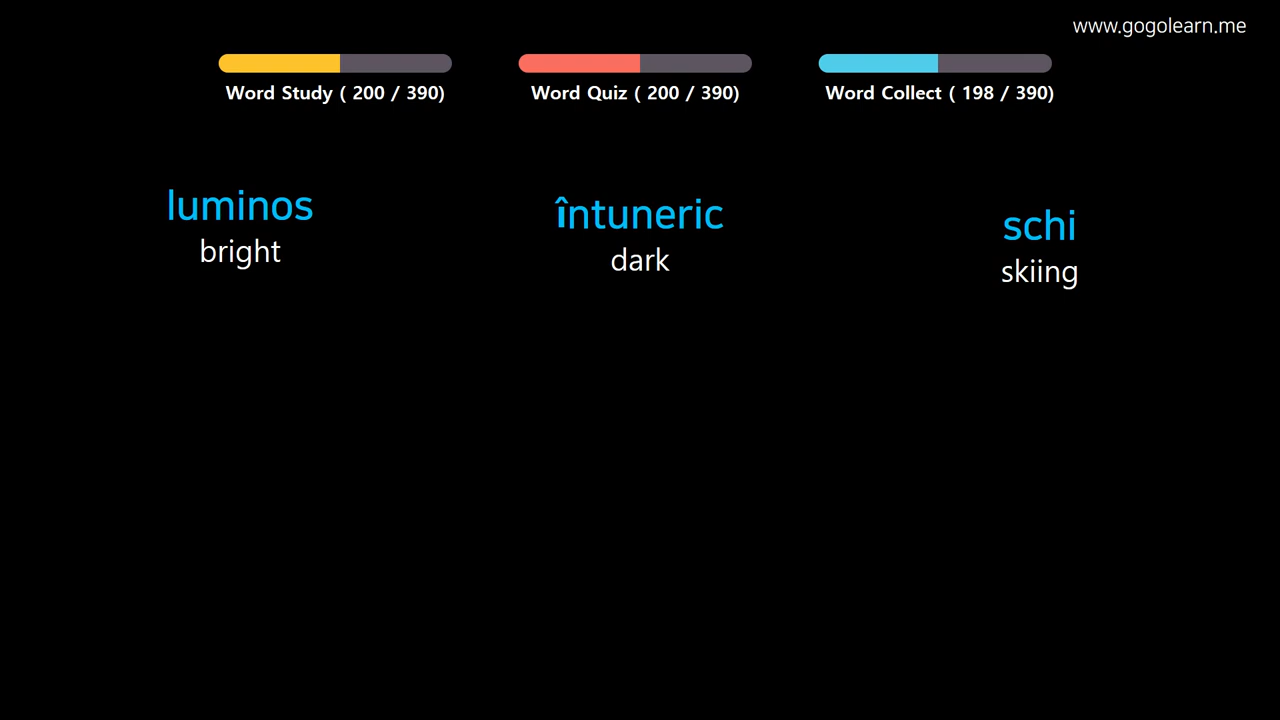 www.gogolearn.me
Word Study ( 200 / 390)
Word Quiz ( 200 / 390)
Word Collect ( 198 / 390)
luminos
bright
întuneric
dark
schi
skiing